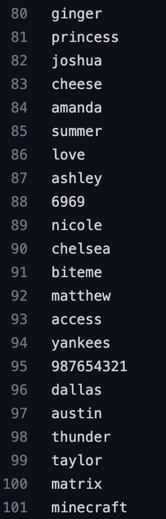 80 ginger
81 princess
82 joshua
83 cheese
84 amanda
85 summer
86 love
87 ashley
88 6969
89 nicole
90 chelsea
91 biteme
92 matthew
93 access
94 yankees
95 987654321
96 dallas
97 austin
98 thunder
99 taylor
100 matrix
101 minecraft